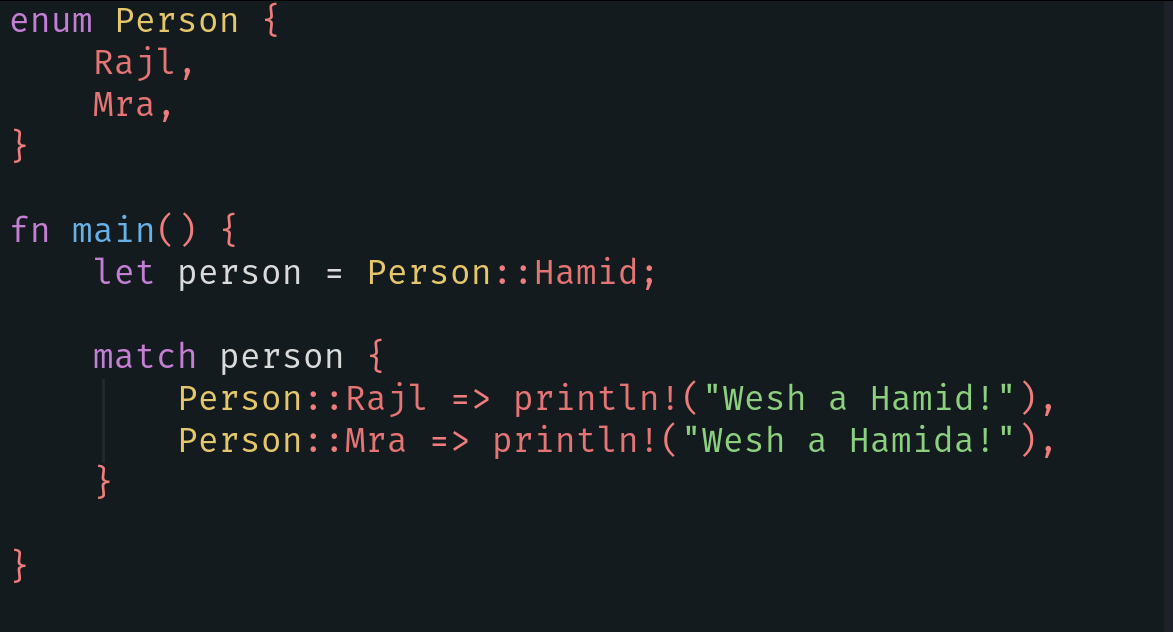 enum Person {
    Rajl,
    Mra,
}
fn main() {
    let person = Person::Hamid;
    match person {
        Person::Rajl => println!("Wesh a Hamid!"),
        Person::Mra => println!("Wesh a Hamida!"),
    }
}